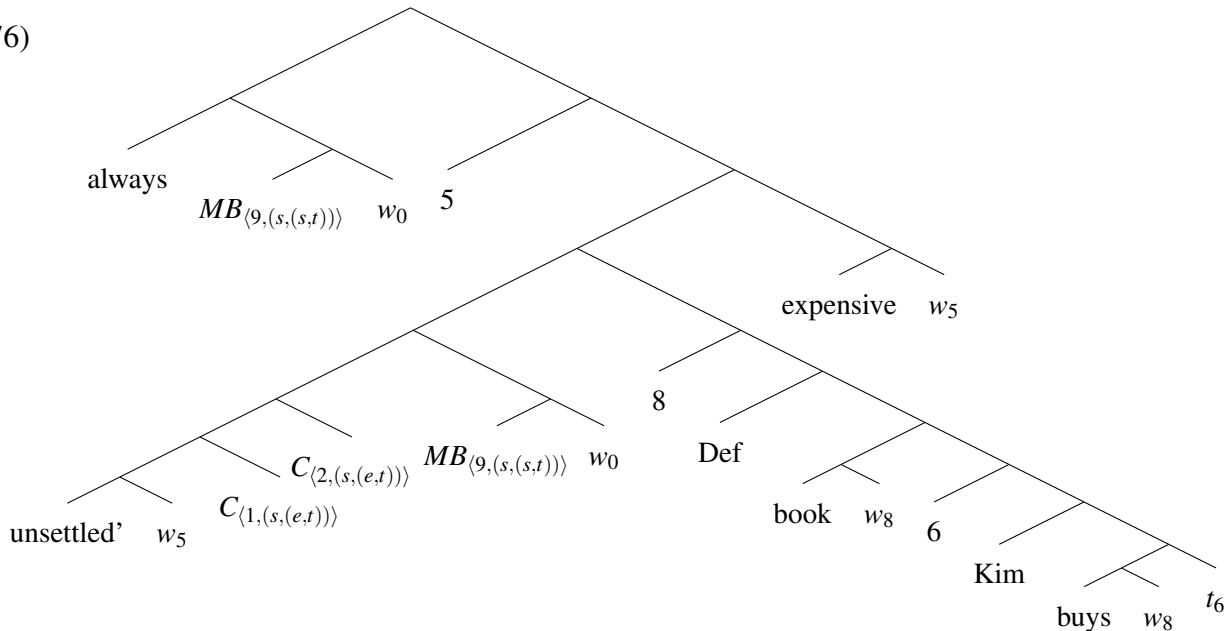 76)
always
MB⟨9,(s,(s,t))⟩ w0 5
expensive w5
8
Def
C⟨2,(s,(e,t))⟩ MB⟨9,(s,(s,t))⟩ w0
C⟨1,(s,(e,t))⟩
book w8 6
unsettled’ w5
Kim
t6
buys w8